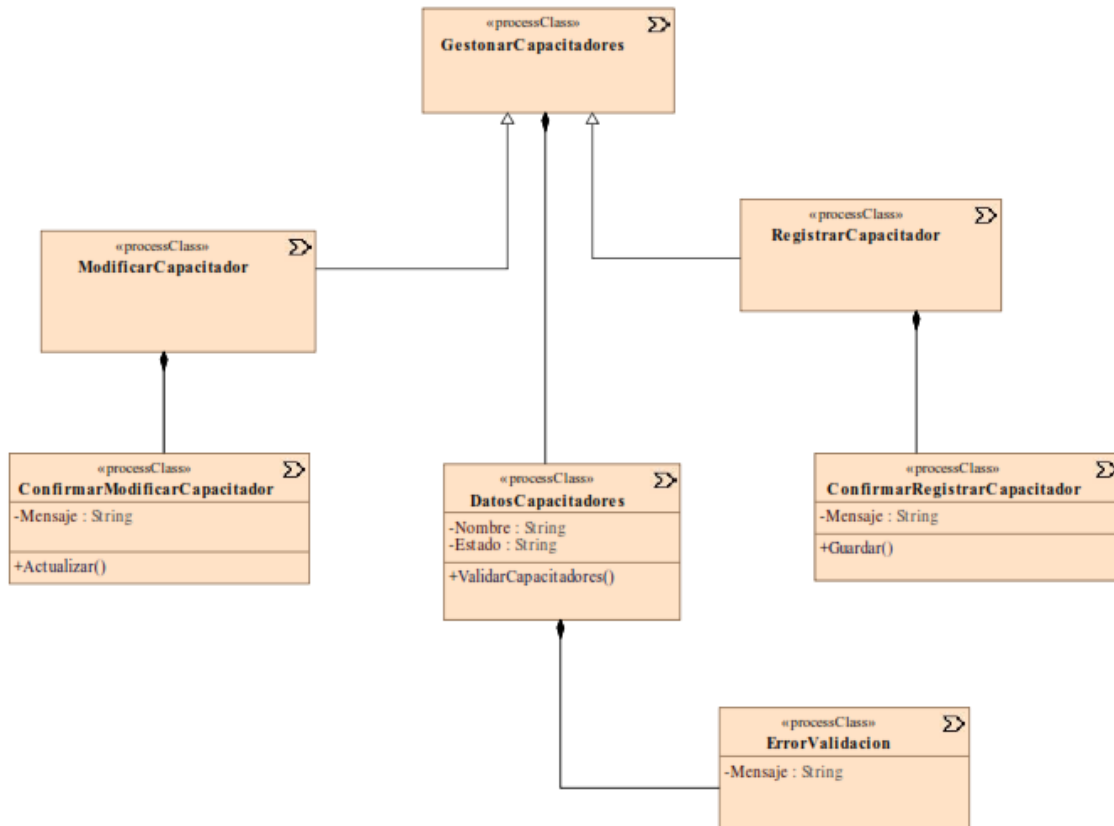 «processClass»
GestonarCapacitadores
«processClass»
ModificarCapacitador
«processClass»
RegistrarCapacitador
«processClass»
ConfirmarModificarCapacitador
-Mensaje : String
+Actualizar()
«processClass»
DatosCapacitadores
-Nombre : String
-Estado : String
+ValidarCapacitadores()
«processClass»
ConfirmarRegistrarCapacitador
-Mensaje : String
+Guardar()
«processClass»
ErrorValidacion
-Mensaje : String